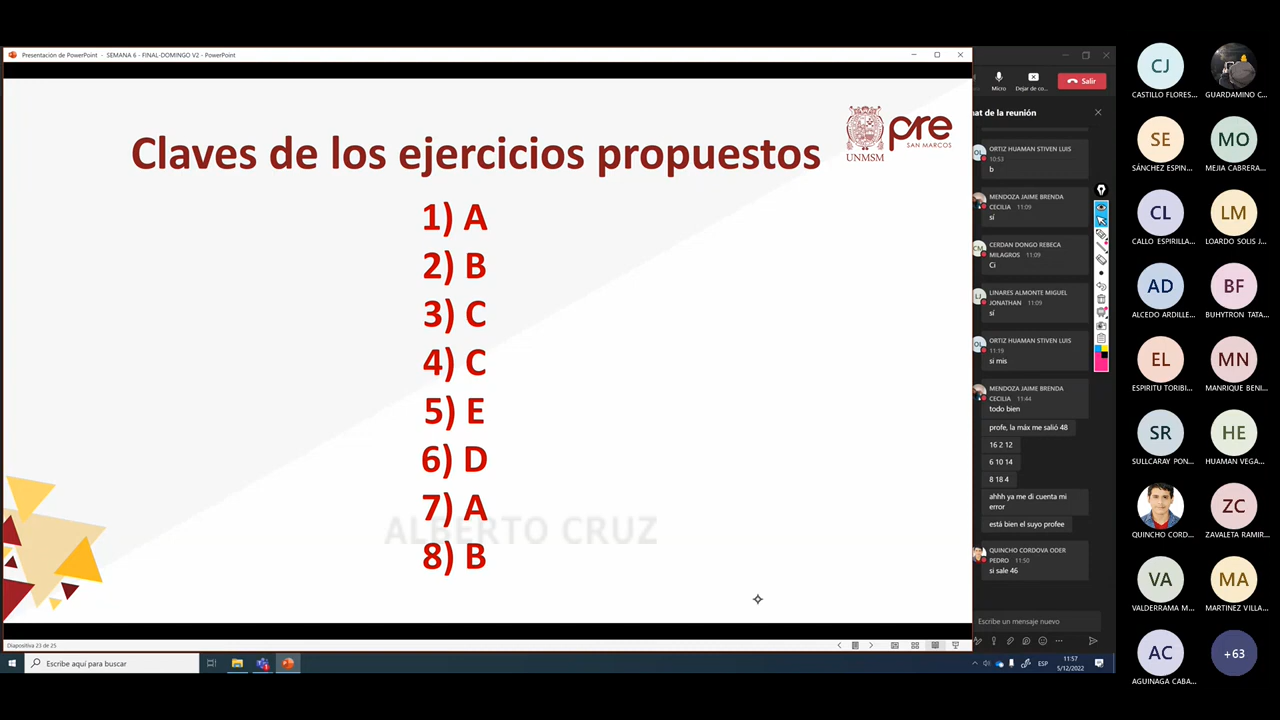 Presentación de PowerPoint - SEMANA 6 - FINAL-DOMINGO V2 - PowerPoint
Claves de los ejercicios propuestos
UNMSM
pre
SAN MARCOS
1) A
2) B
3) C
4) C
5) E
6) D
7) A
8) B
ALBERTO CRUZ
Diapositiva 23 de 25
Escribe aquí para buscar
ESP
11:57
5/12/2022
Micro
Dejar de co...
Salir
at de la reunión
ORTIZ HUAMAN STIVEN LUIS
10:53
b
MENDOZA JAIME BRENDA
CECILIA 11:09
sí
CERDAN DONGO REBECA
MILAGROS 11:09
Ci
LINARES ALMONTE MIGUEL
JONATHAN 11:09
sí
ORTIZ HUAMAN STIVEN LUIS
11:19
si mis
MENDOZA JAIME BRENDA
CECILIA 11:44
todo bien
profe, la máx me salió 48
16 2 12
6 10 14
8 18 4
ahhh ya me di cuenta mi
error
está bien el suyo profee
QUINCHO CORDOVA ODER
PEDRO 11:50
si sale 46
Escribe un mensaje nuevo
CJ
CASTILLO FLORES...
GUARDAMINO C...
SE
SÁNCHEZ ESPIN...
MO
MEJIA CABRERA...
CL
CALLO ESPIRILLA...
LM
LOARDO SOLIS J...
AD
ALCEDO ARDILLE...
BF
BUHYTRON TATA...
EL
ESPIRITU TORIBI...
MN
MANRIQUE BENI...
SR
SULLCARAY PON...
HE
HUAMAN VEGA...
QUINCHO CORD...
ZC
ZAVALETA RAMIR...
VA
VALDERRAMA M...
MA
MARTINEZ VILLA...
AC
AGUINAGA CABA...
+63